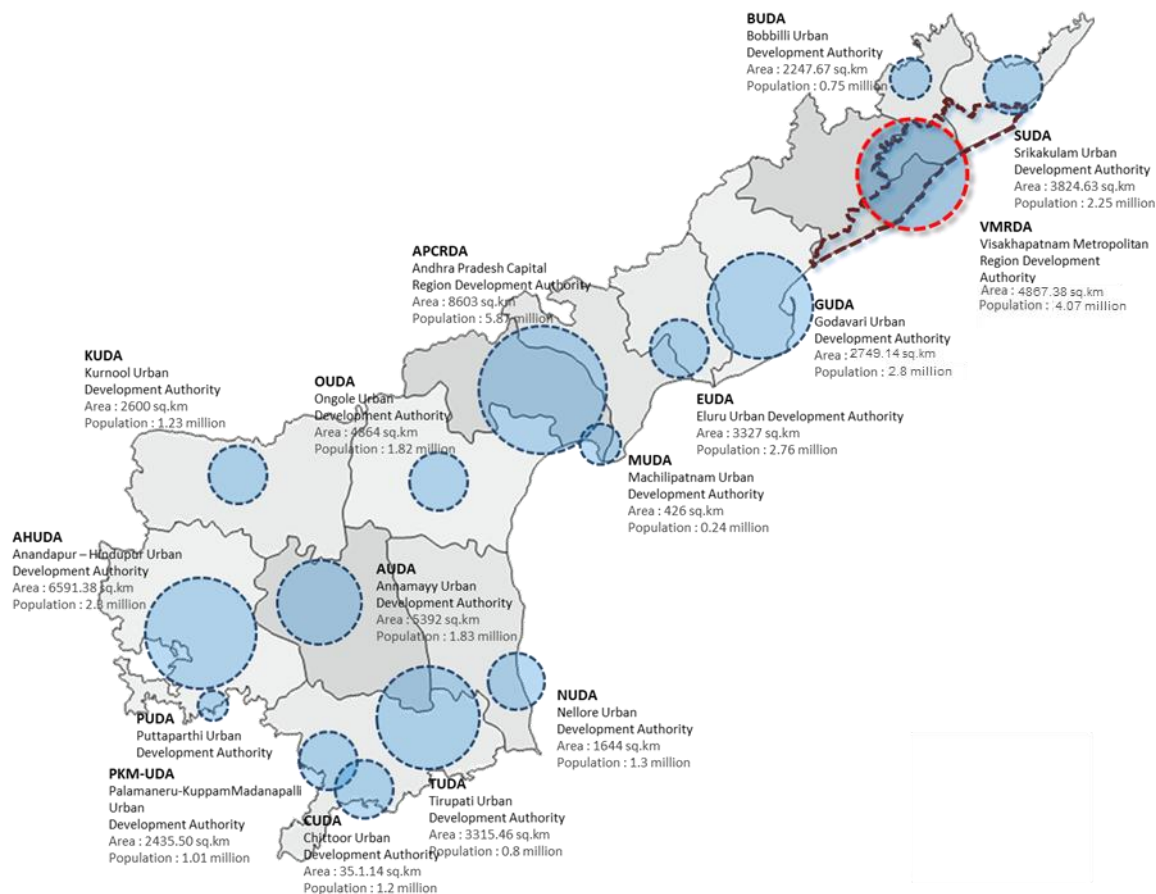 BUDA
Bobbilli Urban
Development Authority
Area : 2247.67 sq.km
Population : 0.75 million
SUDA
Srikakulam Urban
Development Authority
Area : 3824.63 sq.km
Population : 2.25 million
VMRDA
Visakhapatnam Metropolitan
Region Development
Authority
Area : 4867.38 sq.km
Population : 4.07 million
APCRDA
Andhra Pradesh Capital
Region Development Authority
Area : 8603 sq.km
Population : 5.87 million
GUDA
Godavari Urban
Development Authority
Area : 2749.14 sq.km
Population : 2.8 million
KUDA
Kurnool Urban
Development Authority
Area : 2600 sq.km
Population : 1.23 million
OUDA
Ongole Urban
Development Authority
Area : 4864 sq.km
Population : 1.82 million
EUDA
Eluru Urban Development Authority
Area : 3327 sq.km
Population : 2.76 million
MUDA
Machilipatnam Urban
Development Authority
Area : 426 sq.km
Population : 0.24 million
AHUDA
Anandapur – Hindupur Urban
Development Authority
Area : 6591.38 sq.km
Population : 2.3 million
AUDA
Annamayy Urban
Development Authority
Area : 5392 sq.km
Population : 1.83 million
NUDA
Nellore Urban
Development Authority
Area : 1644 sq.km
Population : 1.3 million
PUDA
Puttaparthi Urban
Development Authority
PKM-UDA
Palamaneru-KuppamMadanapalli
Urban
Development Authority
Area : 2435.50 sq.km
Population : 1.01 million
TUDA
Tirupati Urban
Development Authority
Area : 3315.46 sq.km
Population : 0.8 million
CUDA
Chittoor Urban
Development Authority
Area : 35.1.14 sq.km
Population : 1.2 million